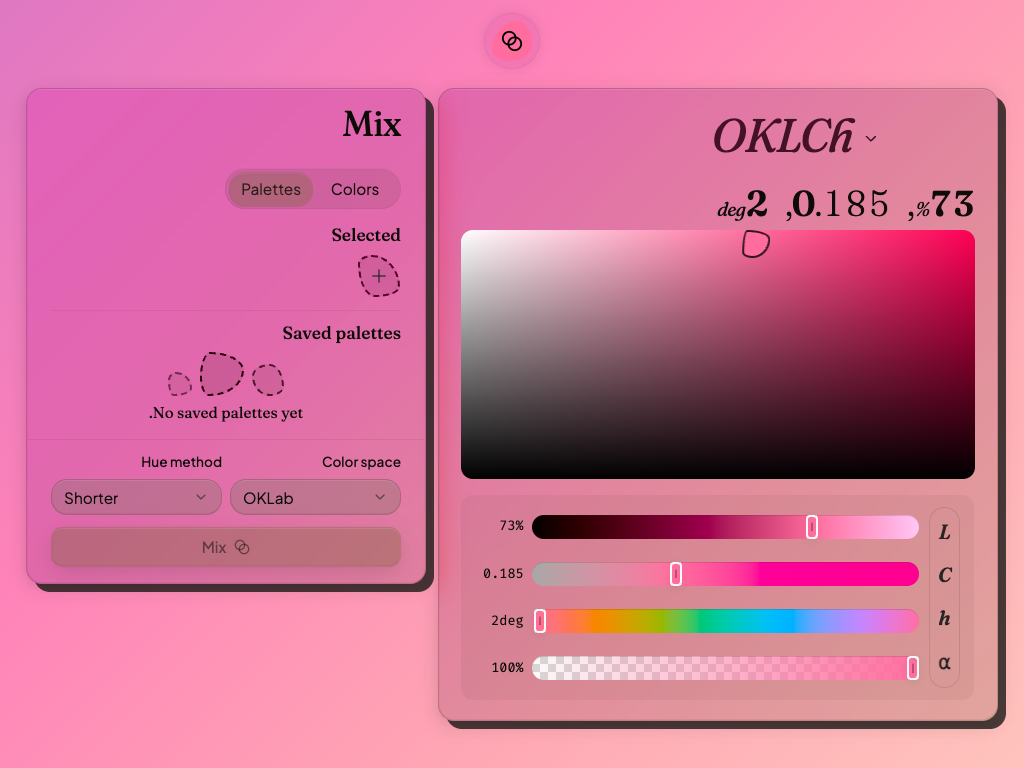 Mix
Palettes Colors
Selected
Saved palettes
.No saved palettes yet
Hue method Color space
Shorter OKLab
Mix
OKLCh
deg2 ,0.185 ,%73
73% L
0.185 C
2deg h
100% α